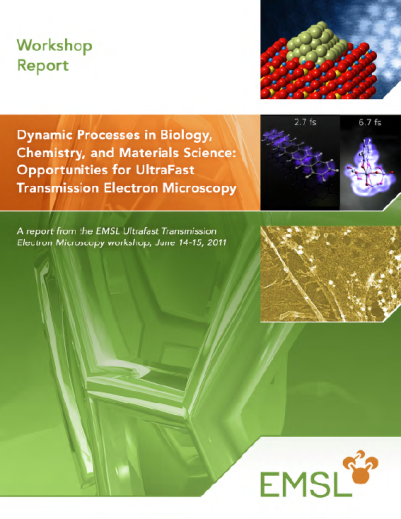 Workshop
Report
2.7 fs
6.7 fs
Dynamic Processes in Biology,
Chemistry, and Materials Science:
Opportunities for UltraFast
Transmission Electron Microscopy
A report from the EMSL Ultrafast Transmission
Electron Microscopy workshop, June 14-15, 2011
EMSL